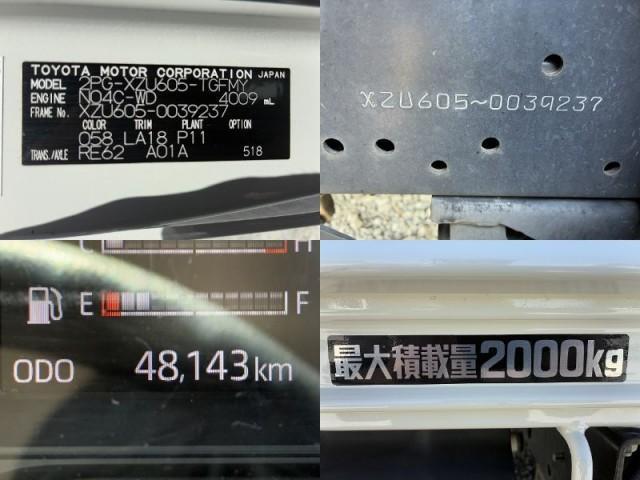 TOYOTA MOTOR CORPORATION JAPAN
MODEL 2PG-XZU605-TGFMY
ENGINE N04C-WD 4009 mL
FRAME No. XZU605-0039237
COLOR TRIM PLANT OPTION
058 LA18 P11
TRANS./AXLE RE62 A01A 518
XZU605~0039237
C H
E F
ODO 48,143 km
最大積載量2000kg